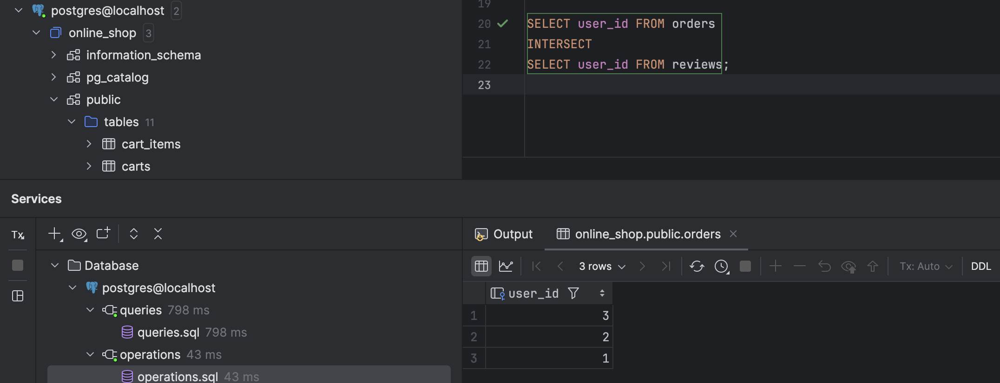 postgres@localhost 2
online_shop 3
information_schema
pg_catalog
public
tables 11
cart_items
carts
19
20 SELECT user_id FROM orders
21 INTERSECT
22 SELECT user_id FROM reviews;
23
Services
Tx
Database
postgres@localhost
queries 798 ms
queries.sql 798 ms
operations 43 ms
operations.sql 43 ms
Output online_shop.public.orders
3 rows Tx: Auto DDL
user_id
1 3
2 2
3 1